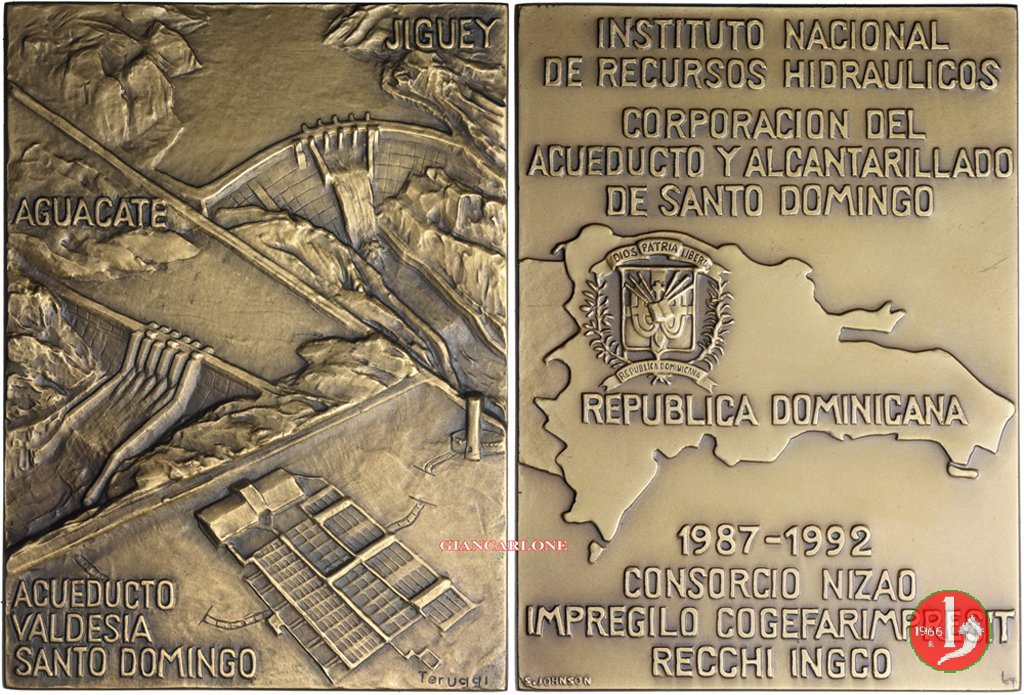 JIGUEY
AGUACATE
ACUEDUCTO
VALDESIA
SANTO DOMINGO
Teruggi
GIANCARLONE
INSTITUTO NACIONAL
DE RECURSOS HIDRAULICOS
CORPORACION DEL
ACUEDUCTO Y ALCANTARILLADO
DE SANTO DOMINGO
DIOS PATRIA
REPUBLICA DOMINICANA
REPUBLICA DOMINICANA
1987-1992
CONSORCIO NIZAO
IMPREGILO COGEFARIMPRESIT
RECCHI INGCO
S. JOHNSON
1966